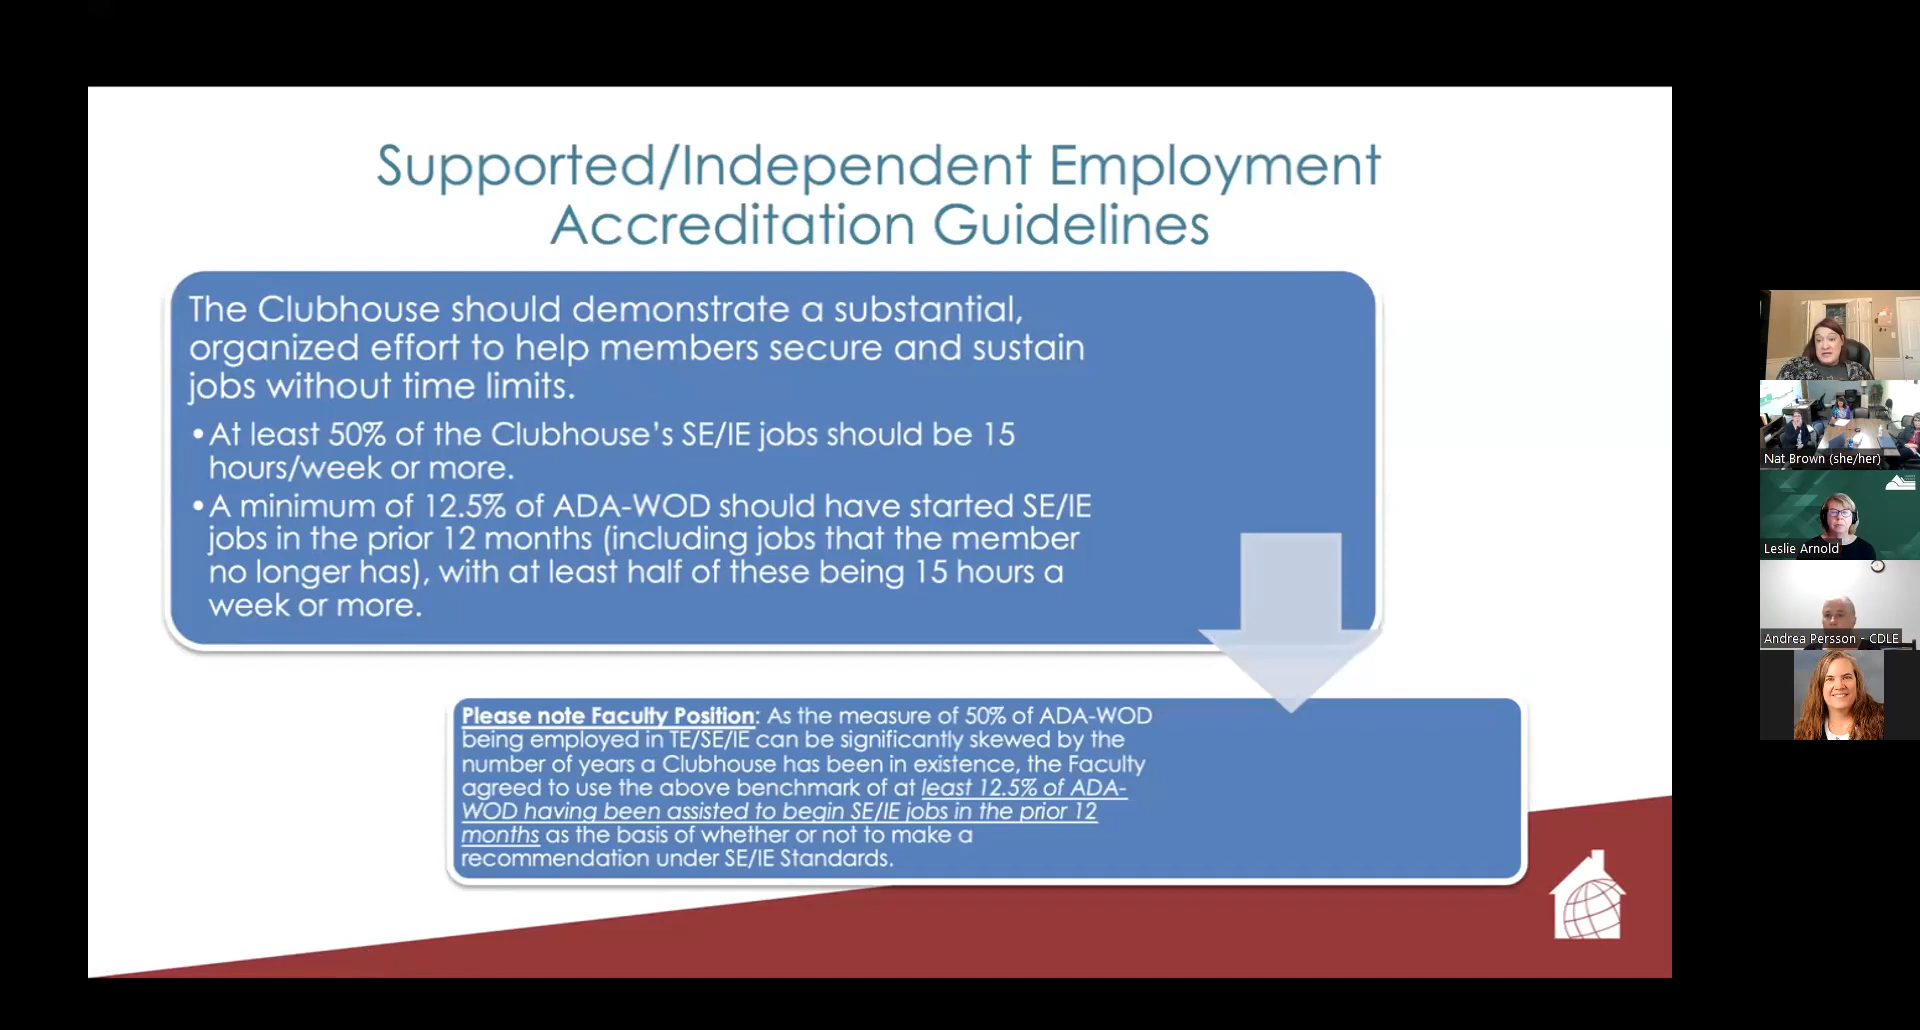 Supported/Independent Employment
Accreditation Guidelines
The Clubhouse should demonstrate a substantial,
organized effort to help members secure and sustain
jobs without time limits.
•At least 50% of the Clubhouse's SE/IE jobs should be 15
hours/week or more.
•A minimum of 12.5% of ADA-WOD should have started SE/IE
jobs in the prior 12 months (including jobs that the member
no longer has), with at least half of these being 15 hours a
week or more.
Please note Faculty Position: As the measure of 50% of ADA-WOD
being employed in TE/SE/IE can be significantly skewed by the
number of years a Clubhouse has been in existence, the Faculty
agreed to use the above benchmark of at least 12.5% of ADA-
WOD having been assisted to begin SE/IE jobs in the prior 12
months as the basis of whether or not to make a
recommendation under SE/IE Standards.
Nat Brown (she/her)
Leslie Arnold
Andrea Persson - CDLE